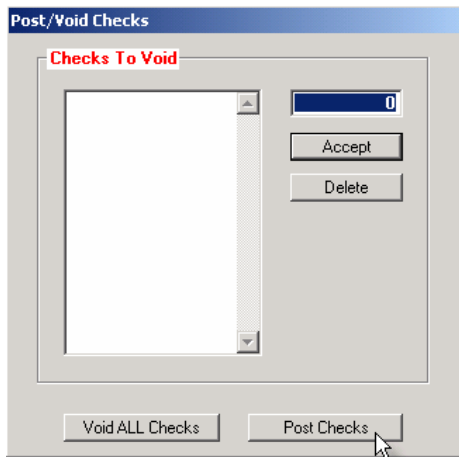 Post/Void Checks
Checks To Void
0
Accept
Delete
Void ALL Checks
Post Checks